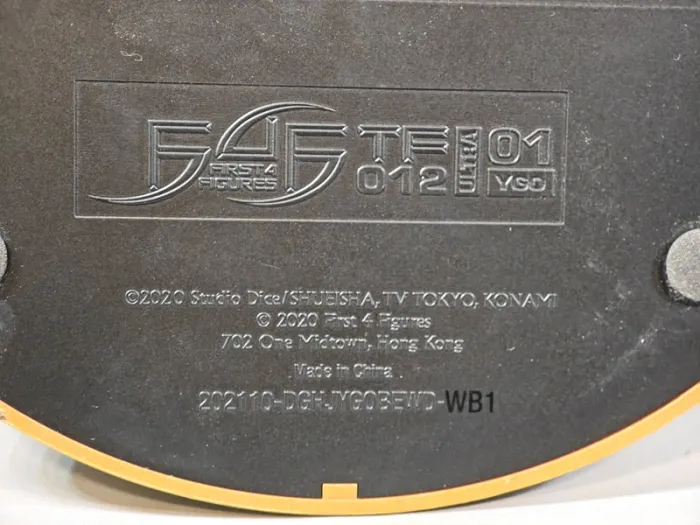 F4F
FIRST 4
FIGURES
TF
012
ULTRA
01
YGO
©2020 Studio Dice/SHUEISHA, TV TOKYO, KONAMI
© 2020 First 4 Figures
702 One Midtown, Hong Kong
Made in China
202110-DGHJYGOBEWD-WB1